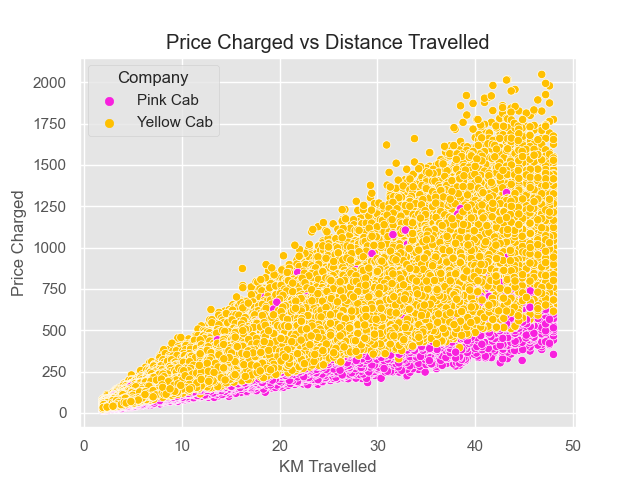 Price Charged vs Distance Travelled
Company
Pink Cab
Yellow Cab
2000
1750
1500
1250
1000
750
500
250
0
Price Charged
0 10 20 30 40 50
KM Travelled